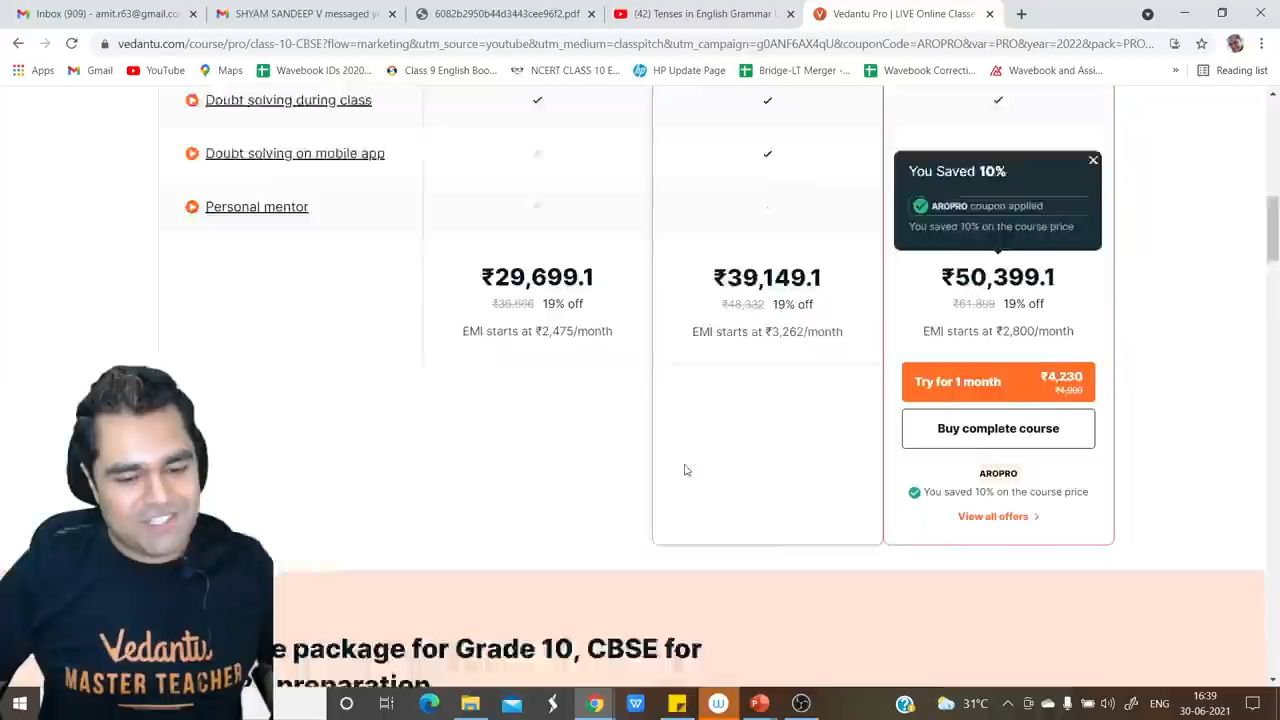 Inbox (909) - amit.r63@gmail.co
SHYAM SANDEEP V messaged y
6082b2950b44d3443cee96f2.pdf
(42) Tenses in English Grammar
Vedantu Pro | LIVE Online Classe
vedantu.com/course/pro/class-10-CBSE?flow=marketing&utm_source=youtube&utm_medium=classpitch&utm_campaign=g0ANF6AX4qU&couponCode=AROPRO&var=PRO&year=2022&pack=PRO...
Apps
Gmail
YouTube
Maps
Wavebook IDs 2020...
Class 9 English Boo...
NCERT CLASS 10 E...
HP Update Page
Bridge-LT Merger -...
Wavebook Correcti...
Wavebook and Assi...
»
Reading list
Doubt solving during class
Doubt solving on mobile app
Personal mentor
You Saved 10%
AROPRO coupon applied
You saved 10% on the course price
₹29,699.1
₹36,666 19% off
EMI starts at ₹2,475/month
₹39,149.1
₹48,332 19% off
EMI starts at ₹3,262/month
₹50,399.1
₹61,899 19% off
EMI starts at ₹2,800/month
Try for 1 month
₹4,230
Buy complete course
AROPRO
You saved 10% on the course price
View all offers >
e package for Grade 10, CBSE for
preparation
Vedantu
MASTER TEACHER
31°C
ENG
16:39
30-06-2021